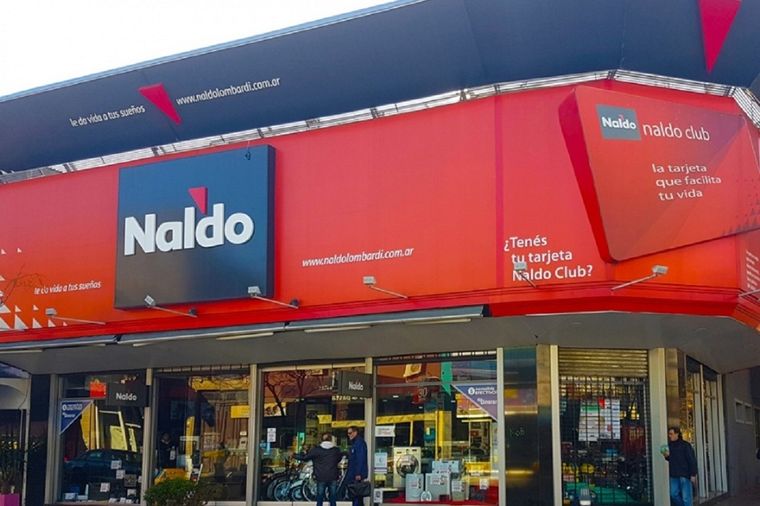 le da vida a tus sueños www.naldolombardi.com.ar
Naldo naldo club
la tarjeta
que facilita
tu vida
Naldo
www.naldolombardi.com.ar
¿Tenés
tu tarjeta
Naldo Club?
le da vida a tus sueños
Naldo
Naldo